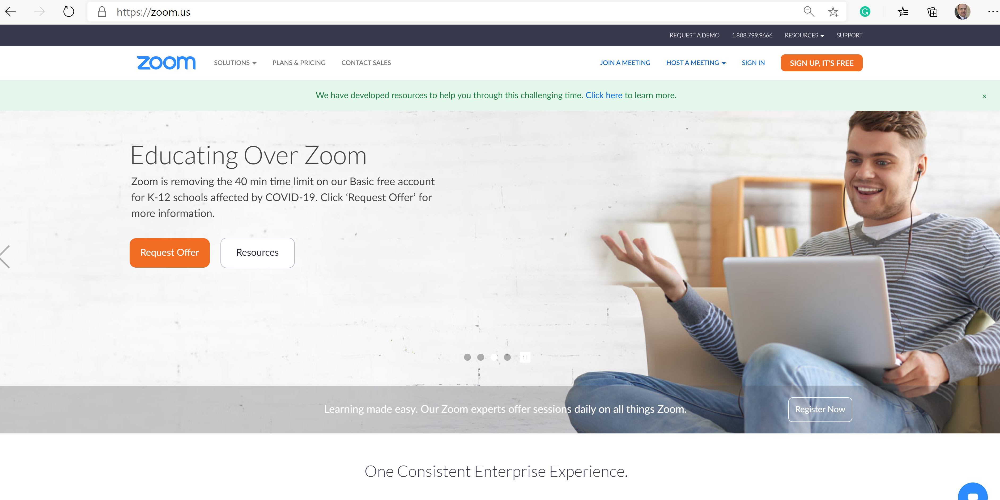 https://zoom.us
REQUEST A DEMO 1.888.799.9666 RESOURCES SUPPORT
zoom SOLUTIONS PLANS & PRICING CONTACT SALES JOIN A MEETING HOST A MEETING SIGN IN SIGN UP, IT'S FREE
We have developed resources to help you through this challenging time. Click here to learn more. ×
Educating Over Zoom
Zoom is removing the 40 min time limit on our Basic free account
for K-12 schools affected by COVID-19. Click ‘Request Offer’ for
more information.
Request Offer Resources
Learning made easy. Our Zoom experts offer sessions daily on all things Zoom. Register Now
One Consistent Enterprise Experience.